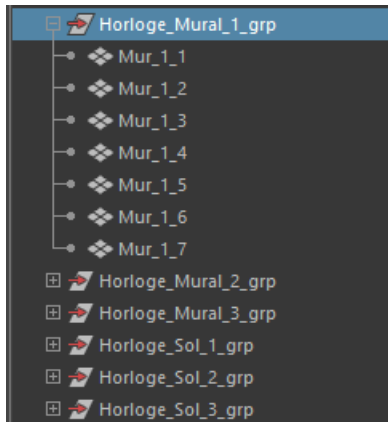 Horloge_Mural_1_grp
Mur_1_1
Mur_1_2
Mur_1_3
Mur_1_4
Mur_1_5
Mur_1_6
Mur_1_7
Horloge_Mural_2_grp
Horloge_Mural_3_grp
Horloge_Sol_1_grp
Horloge_Sol_2_grp
Horloge_Sol_3_grp